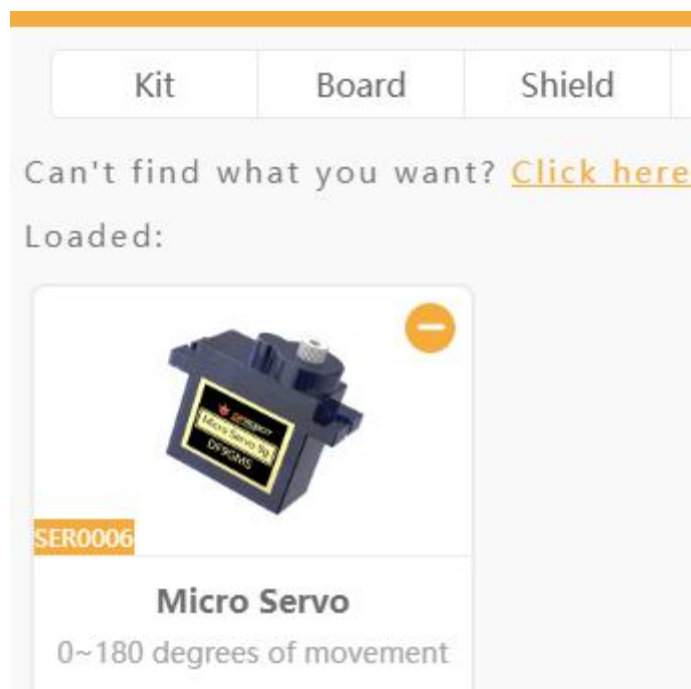 Kit Board Shield
Can't find what you want? Click here
Loaded:
DFROBOT
Micro Servo 9g
DF9GMS
SER0006
Micro Servo
0~180 degrees of movement